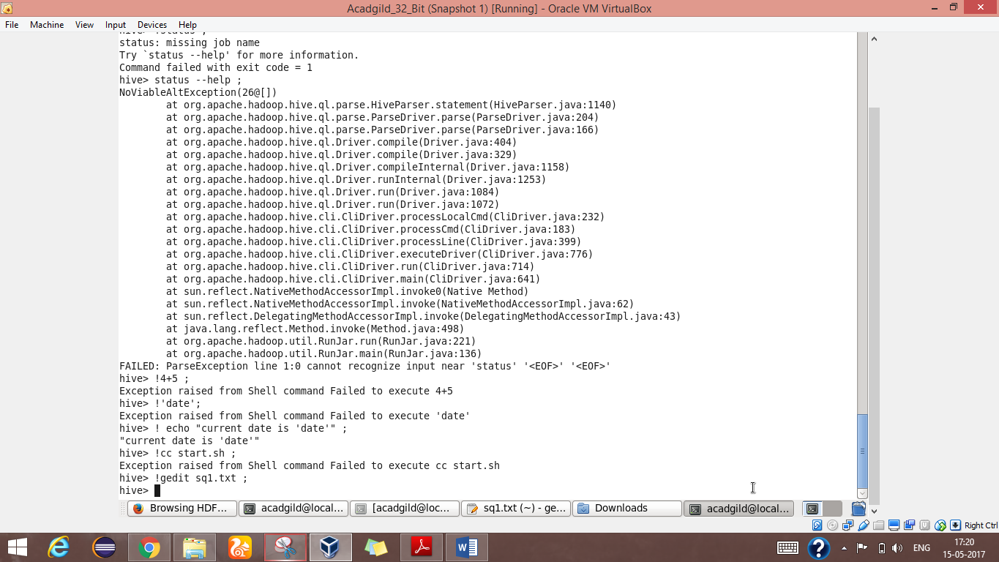 Acadgild_32_Bit (Snapshot 1) [Running] - Oracle VM VirtualBox
File Machine View Input Devices Help
hive> !status ;
status: missing job name
Try `status --help' for more information.
Command failed with exit code = 1
hive> status --help ;
NoViableAltException(26@[])
at org.apache.hadoop.hive.ql.parse.HiveParser.statement(HiveParser.java:1140)
at org.apache.hadoop.hive.ql.parse.ParseDriver.parse(ParseDriver.java:204)
at org.apache.hadoop.hive.ql.parse.ParseDriver.parse(ParseDriver.java:166)
at org.apache.hadoop.hive.ql.Driver.compile(Driver.java:404)
at org.apache.hadoop.hive.ql.Driver.compile(Driver.java:329)
at org.apache.hadoop.hive.ql.Driver.compileInternal(Driver.java:1158)
at org.apache.hadoop.hive.ql.Driver.runInternal(Driver.java:1253)
at org.apache.hadoop.hive.ql.Driver.run(Driver.java:1084)
at org.apache.hadoop.hive.ql.Driver.run(Driver.java:1072)
at org.apache.hadoop.hive.cli.CliDriver.processLocalCmd(CliDriver.java:232)
at org.apache.hadoop.hive.cli.CliDriver.processCmd(CliDriver.java:183)
at org.apache.hadoop.hive.cli.CliDriver.processLine(CliDriver.java:399)
at org.apache.hadoop.hive.cli.CliDriver.executeDriver(CliDriver.java:776)
at org.apache.hadoop.hive.cli.CliDriver.run(CliDriver.java:714)
at org.apache.hadoop.hive.cli.CliDriver.main(CliDriver.java:641)
at sun.reflect.NativeMethodAccessorImpl.invoke0(Native Method)
at sun.reflect.NativeMethodAccessorImpl.invoke(NativeMethodAccessorImpl.java:62)
at sun.reflect.DelegatingMethodAccessorImpl.invoke(DelegatingMethodAccessorImpl.java:43)
at java.lang.reflect.Method.invoke(Method.java:498)
at org.apache.hadoop.util.RunJar.run(RunJar.java:221)
at org.apache.hadoop.util.RunJar.main(RunJar.java:136)
FAILED: ParseException line 1:0 cannot recognize input near 'status' '<EOF>' '<EOF>'
hive> !4+5 ;
Exception raised from Shell command Failed to execute 4+5
hive> !'date';
Exception raised from Shell command Failed to execute 'date'
hive> ! echo "current date is 'date'" ;
"current date is 'date'"
hive> !cc start.sh ;
Exception raised from Shell command Failed to execute cc start.sh
hive> !gedit sq1.txt ;
hive>
Browsing HDF... acadgild@local... [acadgild@loc... sq1.txt (~) - ge... Downloads acadgild@local...
Right Ctrl
ENG 17:20
15-05-2017